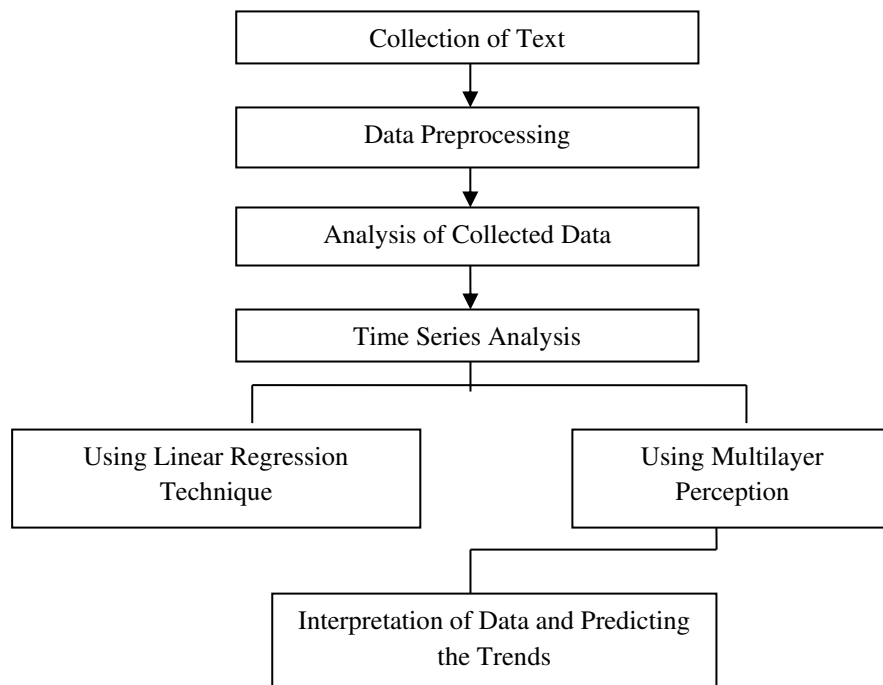 Collection of Text
Data Preprocessing
Analysis of Collected Data
Time Series Analysis
Using Linear Regression
Technique
Using Multilayer
Perception
Interpretation of Data and Predicting
the Trends